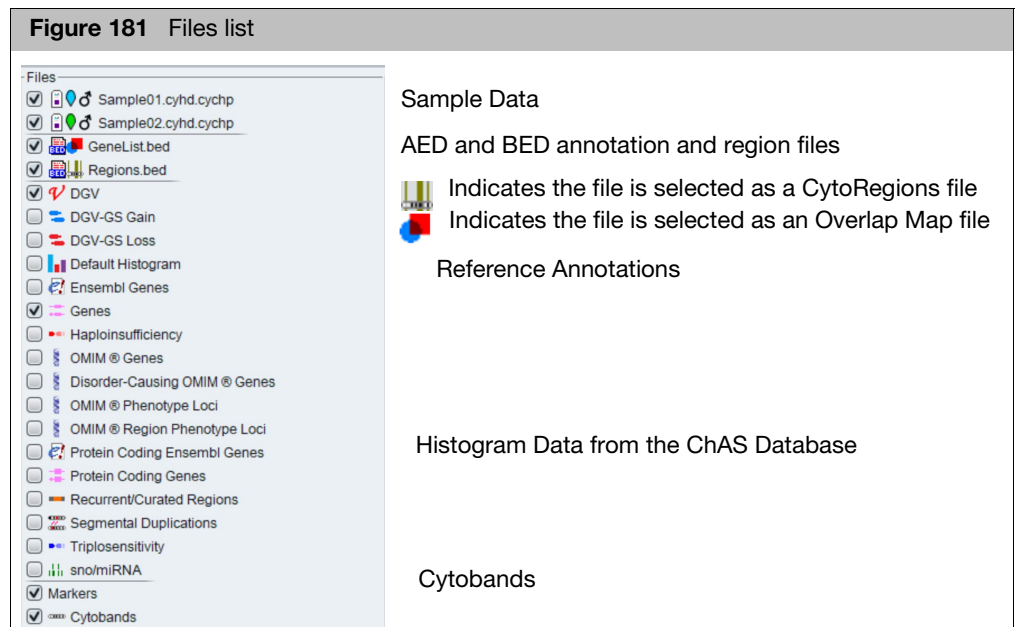 Figure 181 Files list
Files
Sample01.cyhd.cychp
Sample02.cyhd.cychp
BED GeneList.bed
BED Regions.bed
DGV
DGV-GS Gain
DGV-GS Loss
Default Histogram
Ensembl Genes
Genes
Haploinsufficiency
OMIM ® Genes
Disorder-Causing OMIM ® Genes
OMIM ® Phenotype Loci
OMIM ® Region Phenotype Loci
Protein Coding Ensembl Genes
Protein Coding Genes
Recurrent/Curated Regions
Segmental Duplications
Triplosensitivity
sno/miRNA
Markers
Cytobands
Sample Data
AED and BED annotation and region files
Indicates the file is selected as a CytoRegions file
Indicates the file is selected as an Overlap Map file
Reference Annotations
Histogram Data from the ChAS Database
Cytobands